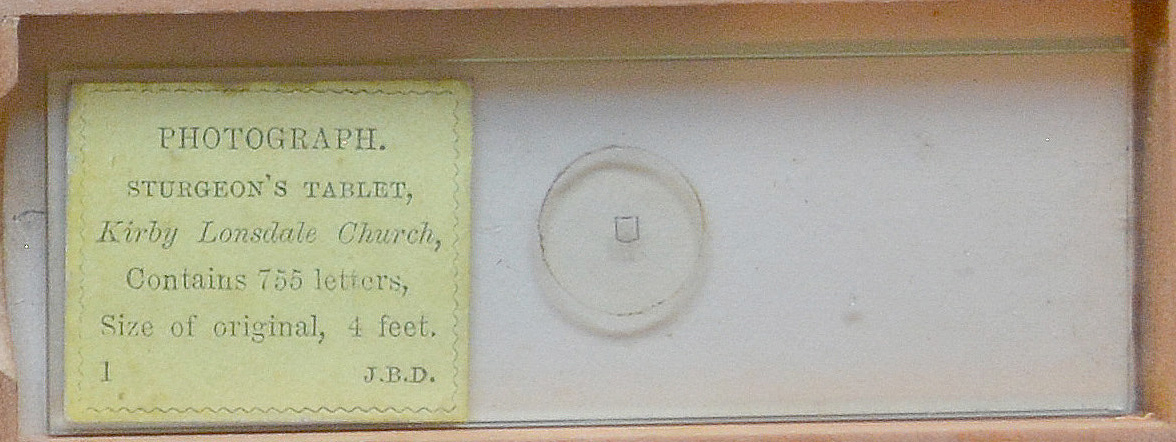 PHOTOGRAPH.
STURGEON'S TABLET,
Kirby Lonsdale Church,
Contains 755 letters,
Size of original, 4 feet.
1 J.B.D.